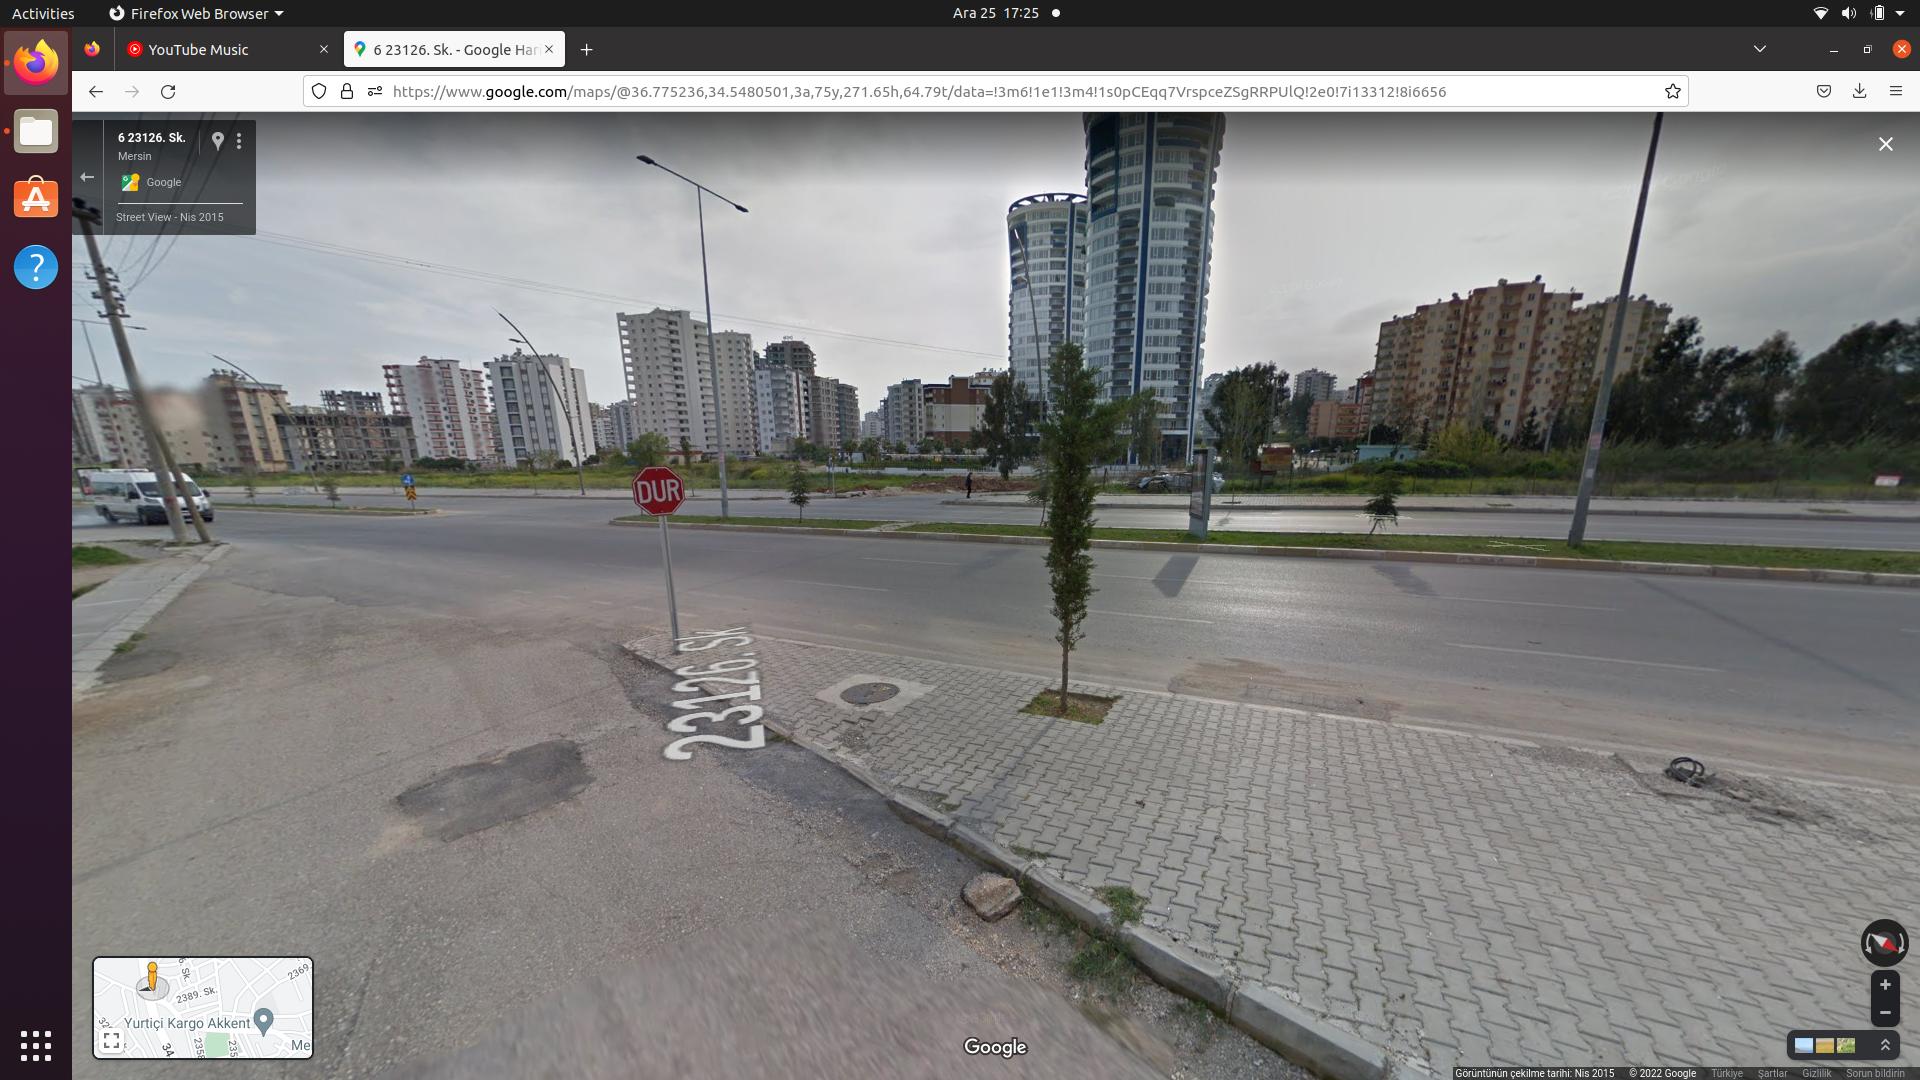 Activities
Firefox Web Browser
Ara 25 17:25
YouTube Music
6 23126. Sk. - Google Har
https://www.google.com/maps/@36.775236,34.5480501,3a,75y,271.65h,64.79t/data=!3m6!1e1!3m4!1s0pCEqq7VrspceZSgRRPUlQ!2e0!7i13312!8i6656
6 23126. Sk.
Mersin
Google
Street View - Nis 2015
DUR
23126. Sk
2369
2389. Sk.
Yurtiçi Kargo Akkent
Me
Google
Görüntünün çekilme tarihi: Nis 2015 © 2022 Google Türkiye Şartlar Gizlilik Sorun bildirin